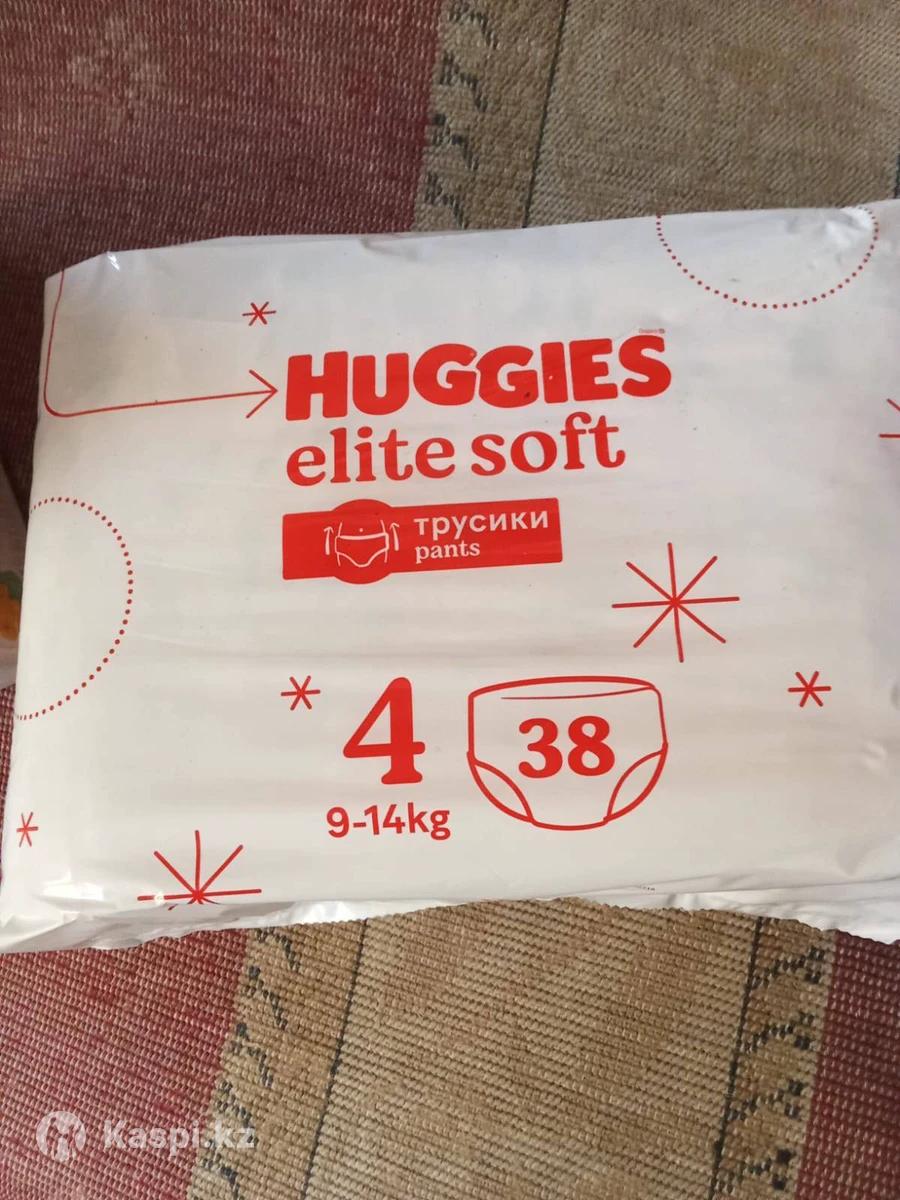 HUGGIES
elite soft
трусики
pants
4
38
9-14kg
Kaspi.kz